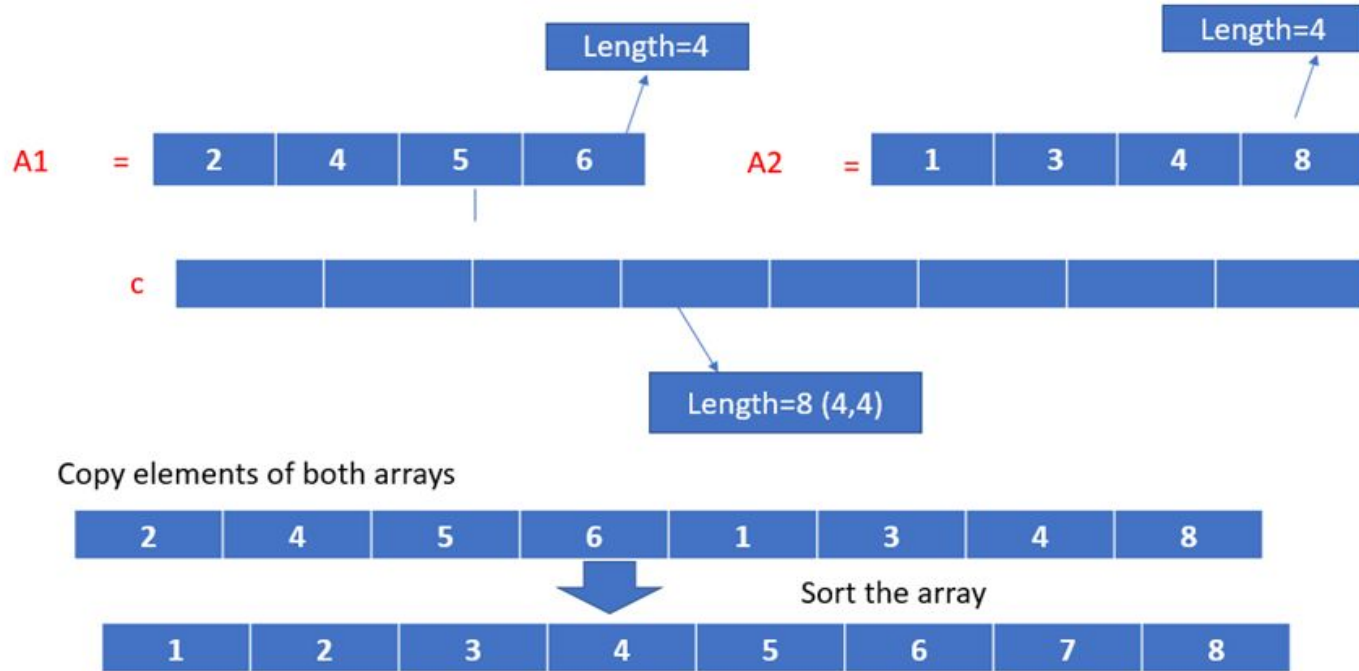 Length=4
Length=4
A1 = 2 4 5 6
A2 = 1 3 4 8
c
Length=8 (4,4)
Copy elements of both arrays
2 4 5 6 1 3 4 8
Sort the array
1 2 3 4 5 6 7 8